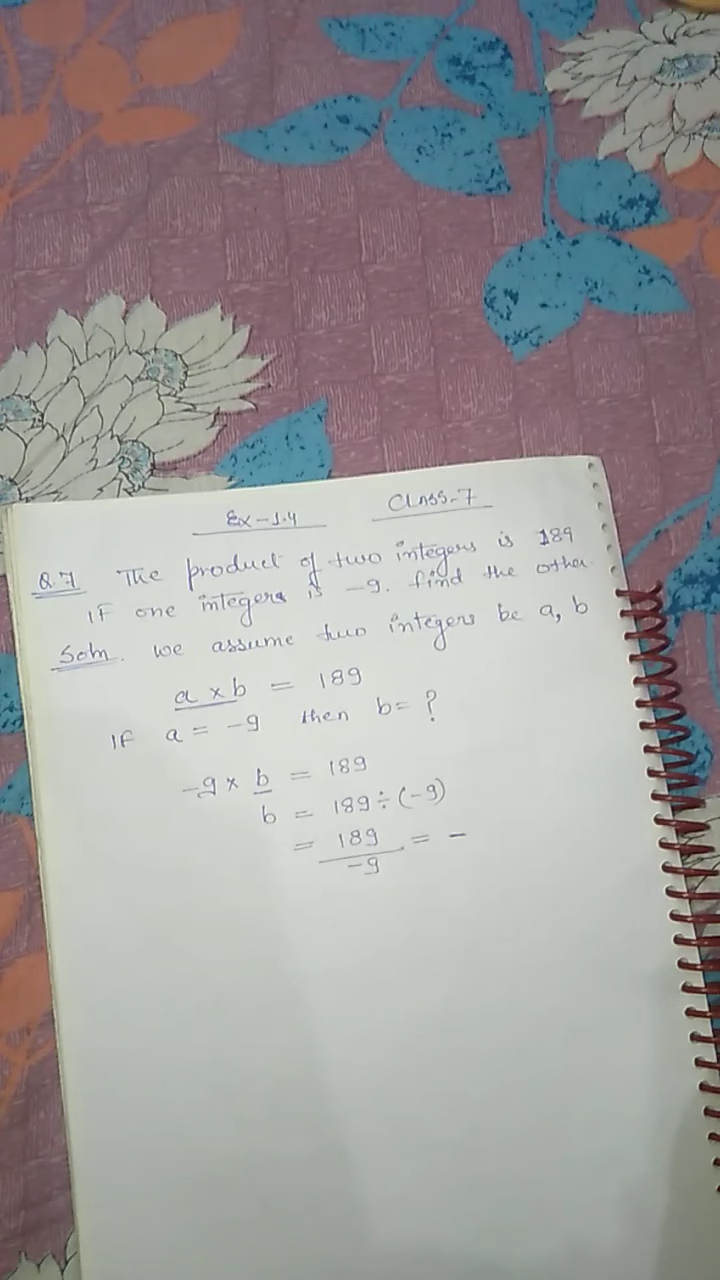 Ex-1.4 CLASS-7
Q.7 The product of two integers is 189
IF one integers is -9. find the other.
Soln. we assume two integers be a, b
a × b = 189
IF a = -9 then b = ?
-9 × b = 189
b = 189 ÷ (-9)
= 189/-9 = -